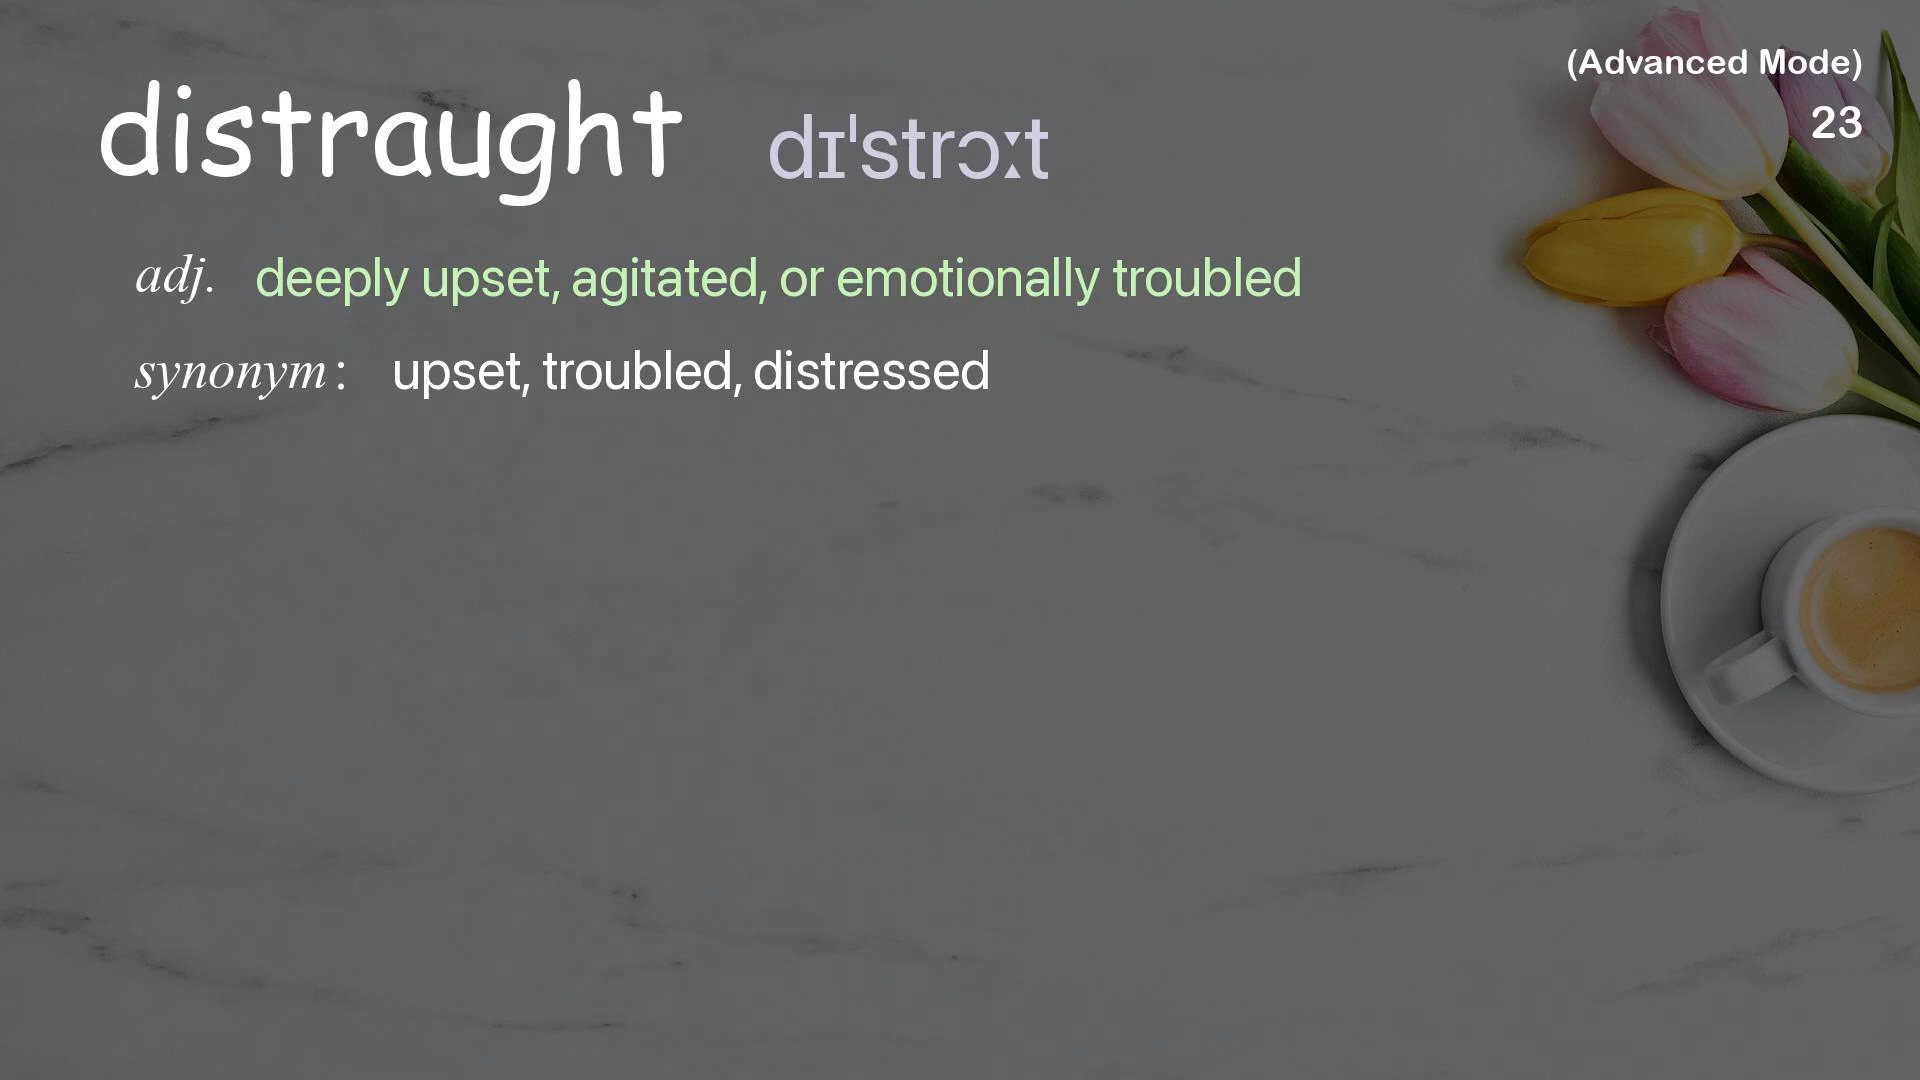 (Advanced Mode)
23
distraught dɪˈstrɔːt
adj. deeply upset, agitated, or emotionally troubled
synonym: upset, troubled, distressed